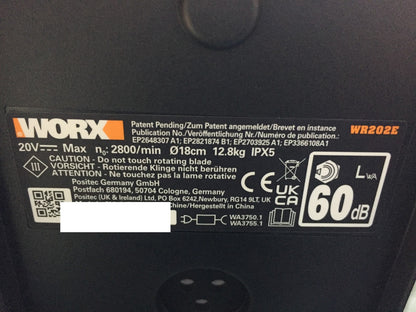 WORX
Patent Pending/Zum Patent angemeldet/Brevet en instance
Publication No./Veröffentlichung Nr./Numéro de publication:
EP2647307 A1; EP2821874 B1; EP2703925 A1; EP3366108A1
WR202E
20V Max n₀: 2800/min Ø18cm 12.8kg IPX5
CAUTION - Do not touch rotating blade
VORSICHT - Rotierende Klinge nicht berühren
ATTENTION - Ne touchez pas la lame rotative
Positec Germany GmbH
Postfach 680194, 50704 Cologne, Germany
Positec (UK & Ireland) Ltd, PO Box 6242, Newbury, RG14 9LT UK
China/Hergestellt in China
WA3750.1
WA3755.1
CE
UK
CA
LWA
60
dB